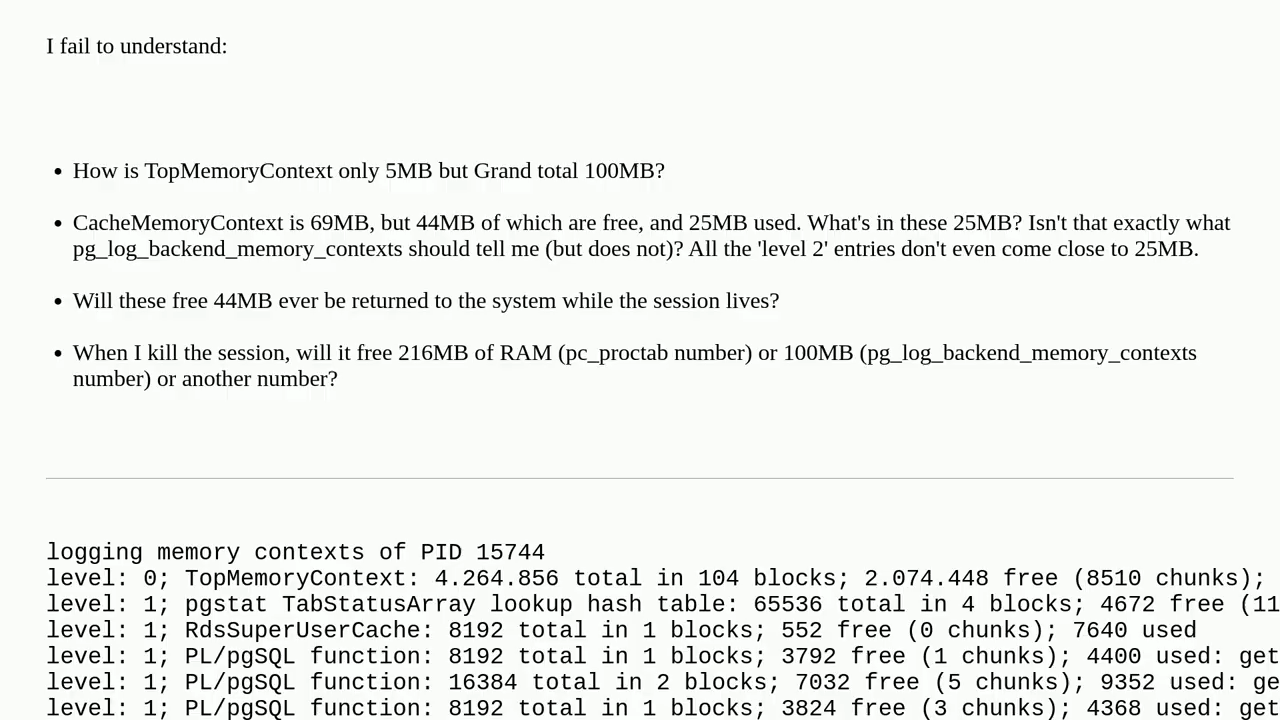 I fail to understand:
• How is TopMemoryContext only 5MB but Grand total 100MB?
• CacheMemoryContext is 69MB, but 44MB of which are free, and 25MB used. What's in these 25MB? Isn't that exactly what
pg_log_backend_memory_contexts should tell me (but does not)? All the 'level 2' entries don't even come close to 25MB.
• Will these free 44MB ever be returned to the system while the session lives?
• When I kill the session, will it free 216MB of RAM (pc_proctab number) or 100MB (pg_log_backend_memory_contexts
number) or another number?
logging memory contexts of PID 15744
level: 0; TopMemoryContext: 4.264.856 total in 104 blocks; 2.074.448 free (8510 chunks);
level: 1; pgstat TabStatusArray lookup hash table: 65536 total in 4 blocks; 4672 free (11
level: 1; RdsSuperUserCache: 8192 total in 1 blocks; 552 free (0 chunks); 7640 used
level: 1; PL/pgSQL function: 8192 total in 1 blocks; 3792 free (1 chunks); 4400 used: get
level: 1; PL/pgSQL function: 16384 total in 2 blocks; 7032 free (5 chunks); 9352 used: ge
level: 1; PL/pgSQL function: 8192 total in 1 blocks; 3824 free (3 chunks); 4368 used: get